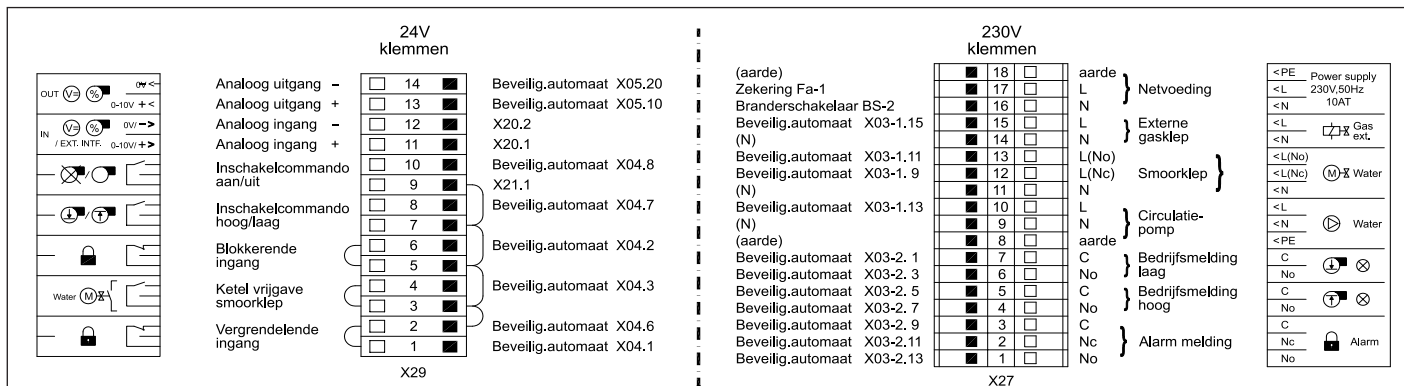 24V
klemmen
OUT V= % 0V/- <
0-10V + <
IN V= % 0V/ - >
/ EXT. INTF. 0-10V/ + >
Water M
Analoog uitgang - 14 Beveilig.automaat X05.20
Analoog uitgang + 13 Beveilig.automaat X05.10
Analoog ingang - 12 X20.2
Analoog ingang + 11 X20.1
Inschakelcommando 10 Beveilig.automaat X04.8
aan/uit 9 X21.1
Inschakelcommando 8 Beveilig.automaat X04.7
hoog/laag 7
Blokkerende 6 Beveilig.automaat X04.2
ingang 5
Ketel vrijgave 4 Beveilig.automaat X04.3
smoorklep 3
Vergrendelende 2 Beveilig.automaat X04.6
ingang 1 Beveilig.automaat X04.1
X29
230V
klemmen
(aarde) 18 aarde
Zekering Fa-1 17 L Netvoeding
Branderschakelaar BS-2 16 N
Beveilig.automaat X03-1.15 15 L Externe
(N) 14 N gasklep
Beveilig.automaat X03-1.11 13 L(No)
Beveilig.automaat X03-1. 9 12 L(Nc) Smoorklep
(N) 11 N
Beveilig.automaat X03-1.13 10 L Circulatie-
(N) 9 N pomp
(aarde) 8 aarde
Beveilig.automaat X03-2. 1 7 C Bedrijfsmelding
Beveilig.automaat X03-2. 3 6 No laag
Beveilig.automaat X03-2. 5 5 C Bedrijfsmelding
Beveilig.automaat X03-2. 7 4 No hoog
Beveilig.automaat X03-2. 9 3 C
Beveilig.automaat X03-2.11 2 Nc Alarm melding
Beveilig.automaat X03-2.13 1 No
X27
<PE Power supply
<L 230V,50Hz
<N 10AT
<L Gas
<N ext.
<L(No)
<L(Nc) M Water
<N
<L
<N Water
<PE
C
No
C
No
C
Nc Alarm
No